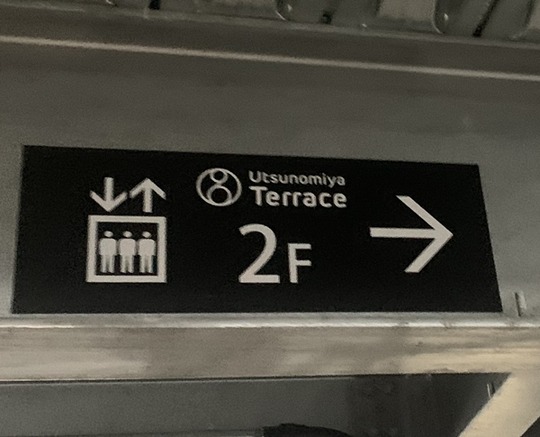 Utsunomiya
Terrace
2F